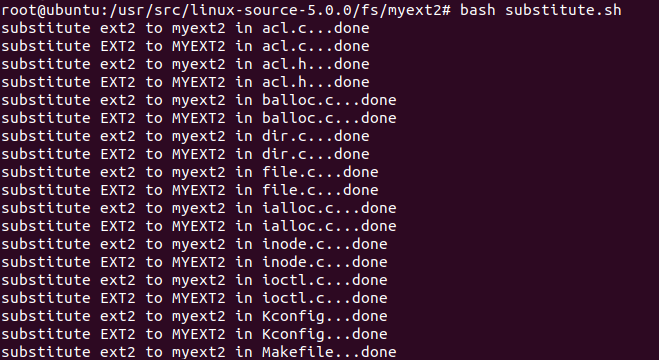 root@ubuntu:/usr/src/linux-source-5.0.0/fs/myext2# bash substitute.sh
substitute ext2 to myext2 in acl.c...done
substitute EXT2 to MYEXT2 in acl.c...done
substitute ext2 to myext2 in acl.h...done
substitute EXT2 to MYEXT2 in acl.h...done
substitute ext2 to myext2 in balloc.c...done
substitute EXT2 to MYEXT2 in balloc.c...done
substitute ext2 to myext2 in dir.c...done
substitute EXT2 to MYEXT2 in dir.c...done
substitute ext2 to myext2 in file.c...done
substitute EXT2 to MYEXT2 in file.c...done
substitute ext2 to myext2 in ialloc.c...done
substitute EXT2 to MYEXT2 in ialloc.c...done
substitute ext2 to myext2 in inode.c...done
substitute EXT2 to MYEXT2 in inode.c...done
substitute ext2 to myext2 in ioctl.c...done
substitute EXT2 to MYEXT2 in ioctl.c...done
substitute ext2 to myext2 in Kconfig...done
substitute EXT2 to MYEXT2 in Kconfig...done
substitute ext2 to myext2 in Makefile...done